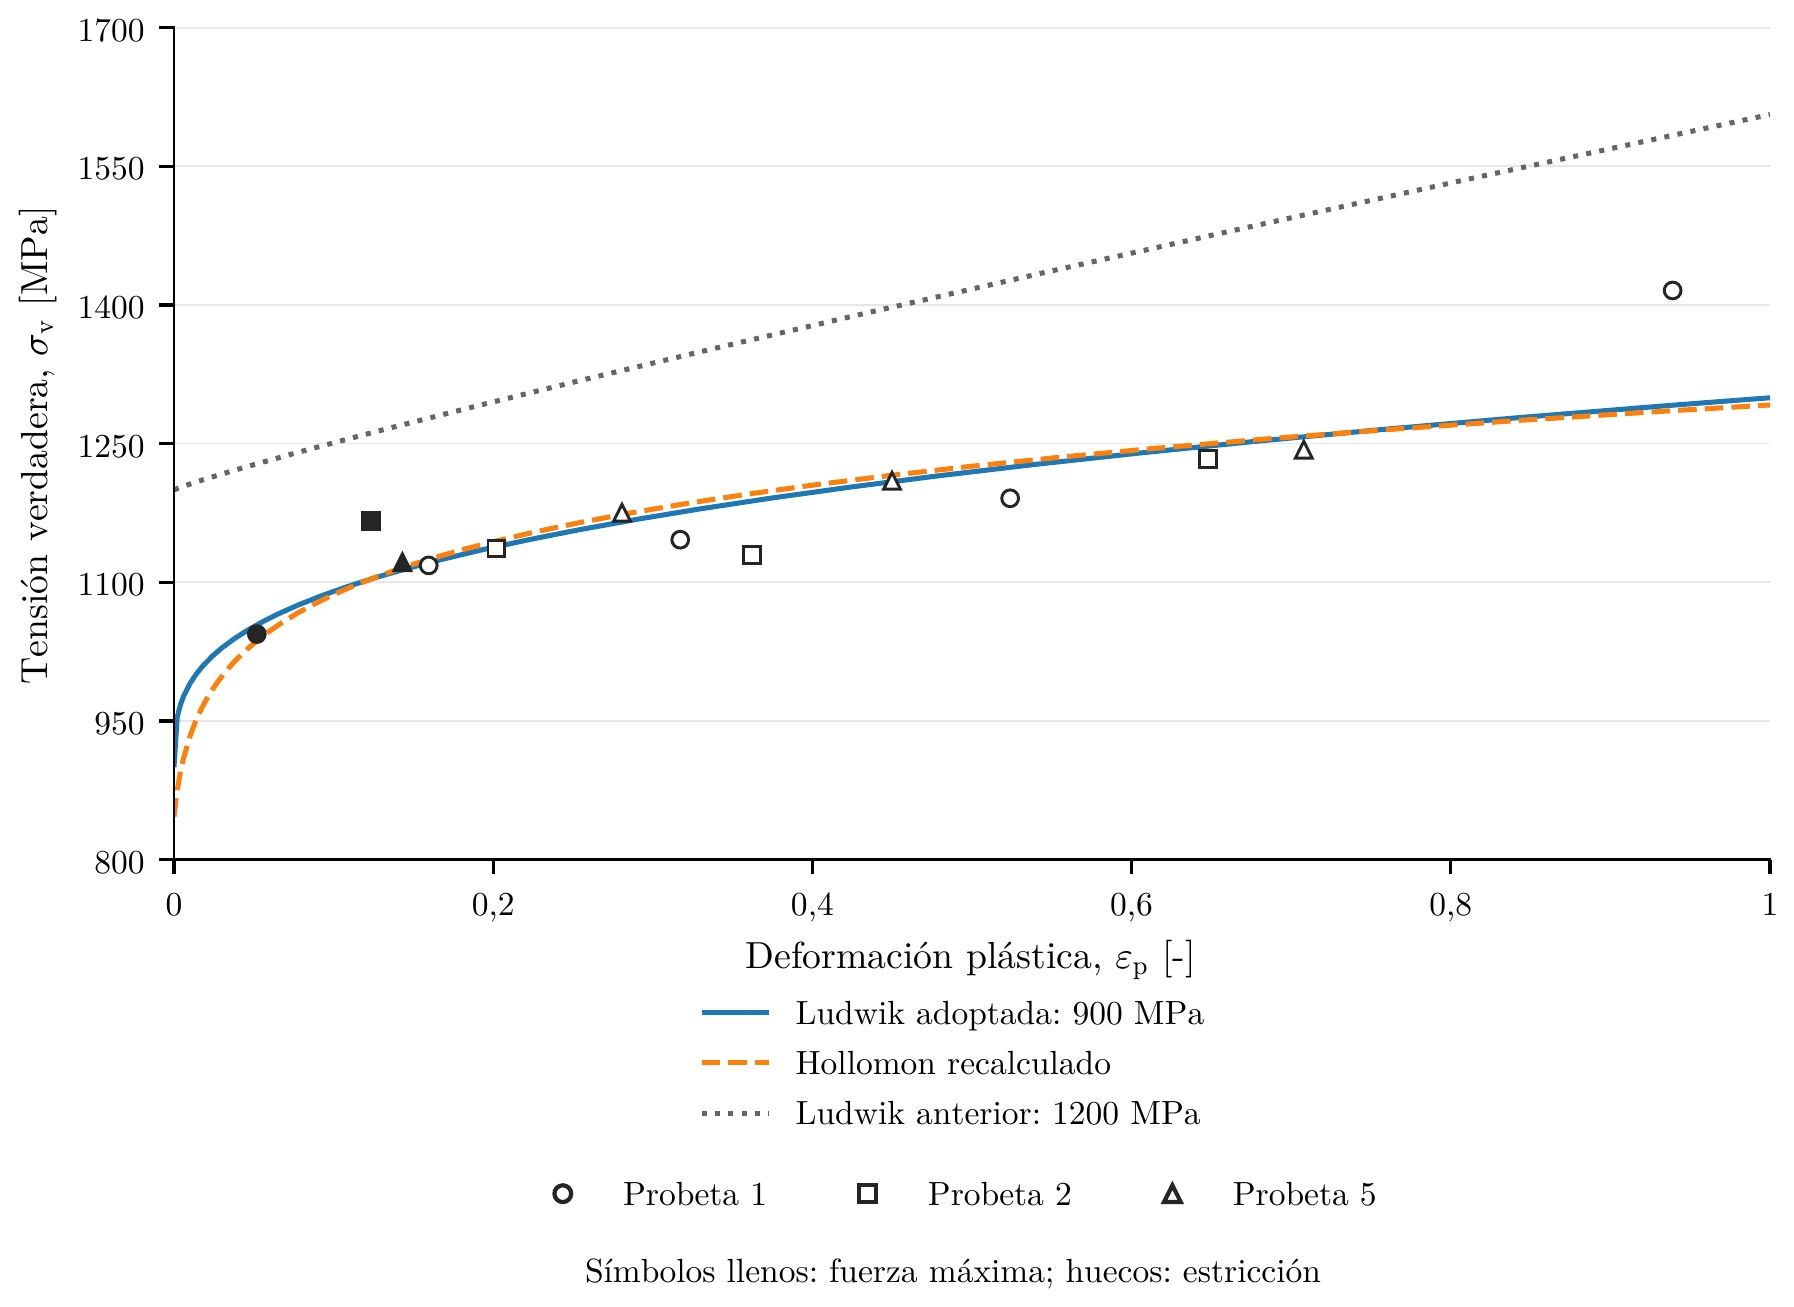 1700
1550
1400
1250
1100
950
800
Tensión verdadera, σv [MPa]
0 0,2 0,4 0,6 0,8 1
Deformación plástica, εp [-]
Ludwik adoptada: 900 MPa
Hollomon recalculado
Ludwik anterior: 1200 MPa
Probeta 1 Probeta 2 Probeta 5
Símbolos llenos: fuerza máxima; huecos: estricción